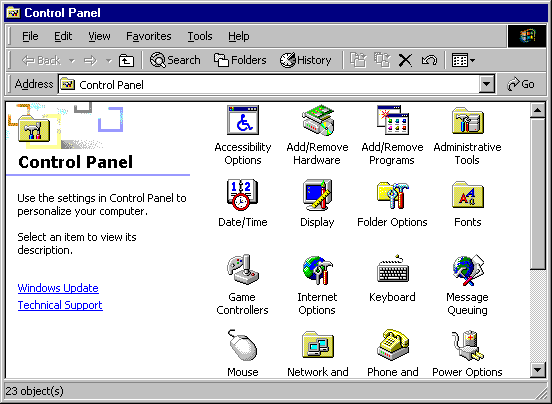 Control Panel
File Edit View Favorites Tools Help
Back Search Folders History
Address Control Panel Go
Control Panel
Use the settings in Control Panel to
personalize your computer.
Select an item to view its
description.
Windows Update
Technical Support
Accessibility
Options
Add/Remove
Hardware
Add/Remove
Programs
Administrative
Tools
1 2
Date/Time
Display
Folder Options
Fonts
Game
Controllers
Internet
Options
Keyboard
Message
Queuing
Mouse
Network and
Phone and
Power Options
23 object(s)